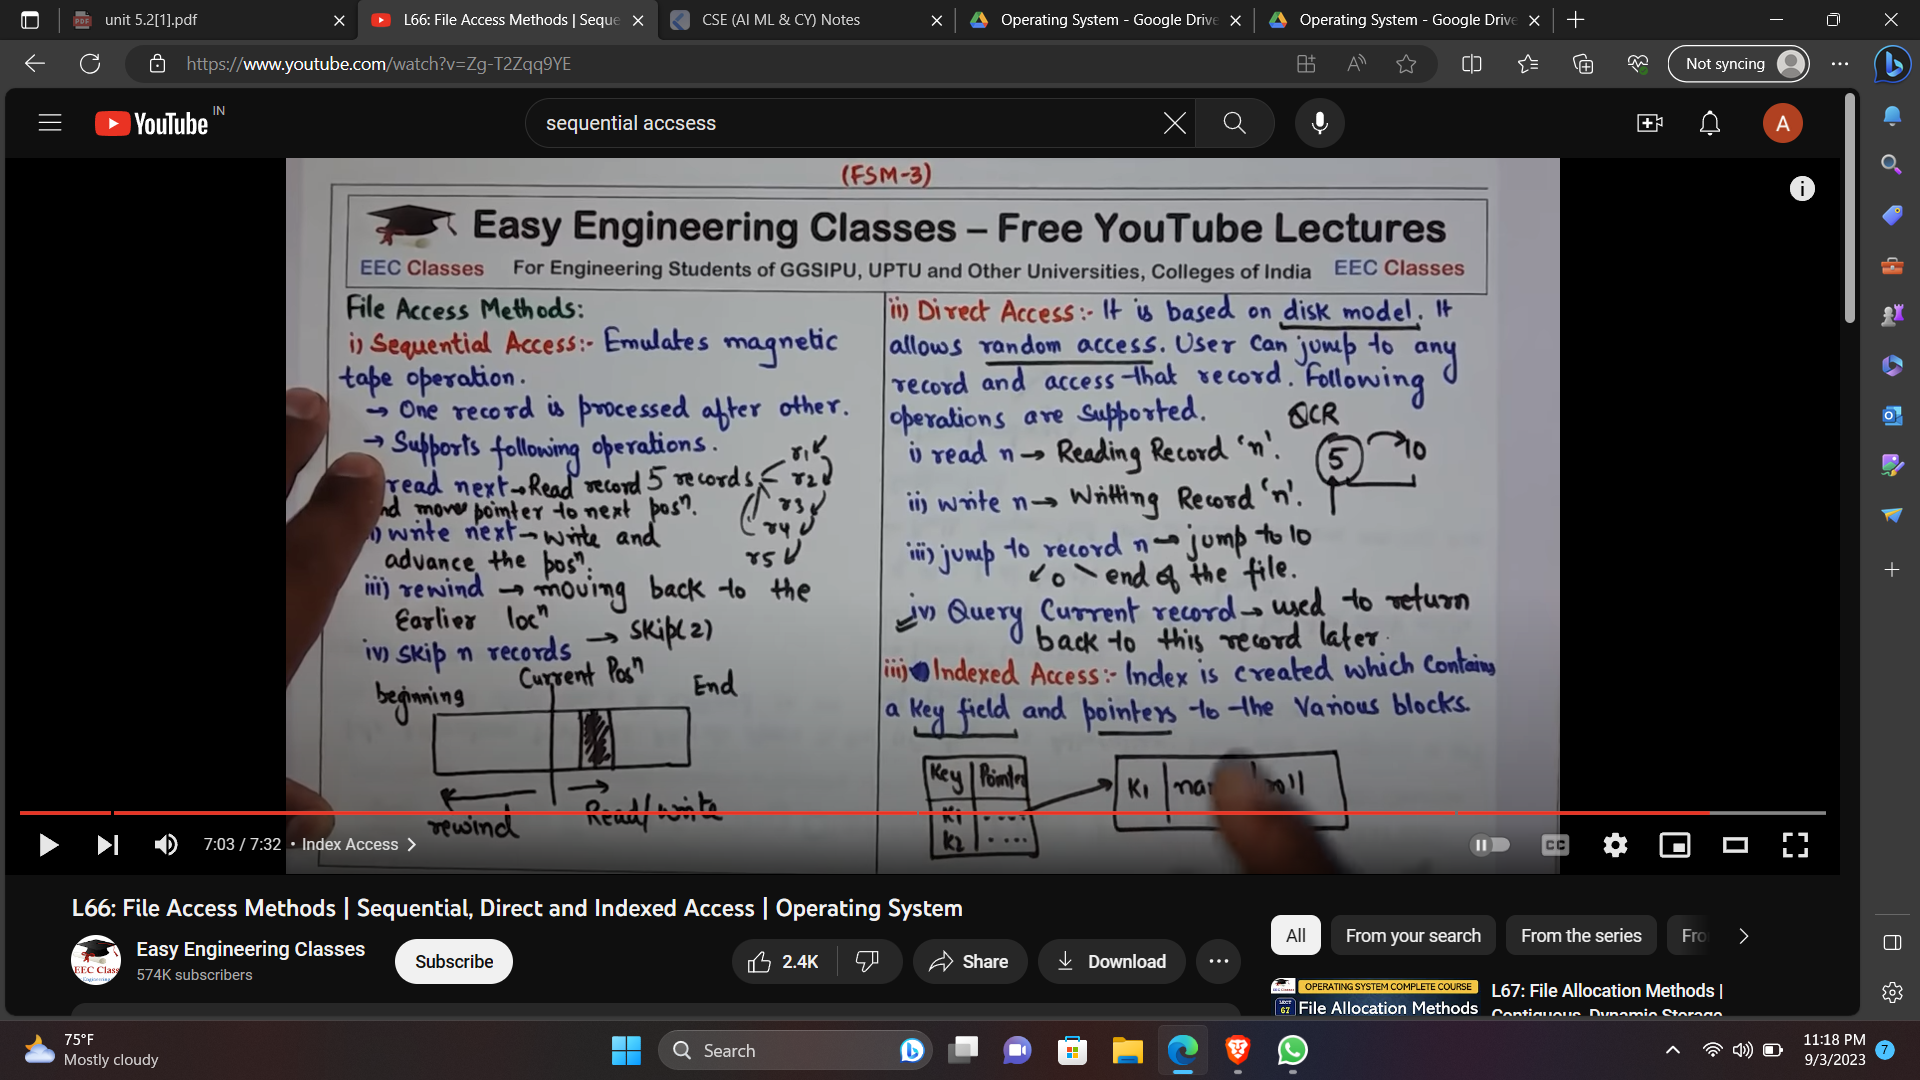 unit 5.2[1].pdf
L66: File Access Methods | Seque
CSE (AI ML & CY) Notes
Operating System - Google Drive
Operating System - Google Drive
https://www.youtube.com/watch?v=Zg-T2Zqq9YE
Not syncing
YouTube IN
sequential accsess
A
(FSM-3)
Easy Engineering Classes – Free YouTube Lectures
EEC Classes For Engineering Students of GGSIPU, UPTU and Other Universities, Colleges of India EEC Classes
File Access Methods:
i) Sequential Access:- Emulates magnetic
tape operation.
→ One record is processed after other.
→ Supports following operations.
read next→Read record 5 records
nd move pointer to next posⁿ.
) write next→write and
advance the posⁿ.
r1
r2
r3
r4
r5
iii) rewind → moving back to the
Earlier locⁿ
iv) skip n records → skip(2)
beginning Current Posⁿ End
rewind Read/write
ii) Direct Access:- It is based on disk model. It
allows random access. User can jump to any
record and access that record. Following
operations are supported.
QCR
5 10
i) read n → Reading Record 'n'.
ii) write n → Writting Record 'n'.
iii) jump to record n → jump to 10
0 end of the file.
iv) Query Current record → used to return
back to this record later.
iii) Indexed Access:- Index is created which contains
a key field and pointers to the various blocks.
Key Pointer
K1 ....
K2 ....
K1
7:03 / 7:32 • Index Access
CC
L66: File Access Methods | Sequential, Direct and Indexed Access | Operating System
Easy Engineering Classes
574K subscribers
Subscribe
2.4K
Share
Download
All
From your search
From the series
Fro
OPERATING SYSTEM COMPLETE COURSE
LECT 67
File Allocation Methods
L67: File Allocation Methods |
Contiguous, Dynamic Storage
75°F
Mostly cloudy
Search
11:18 PM
9/3/2023
7